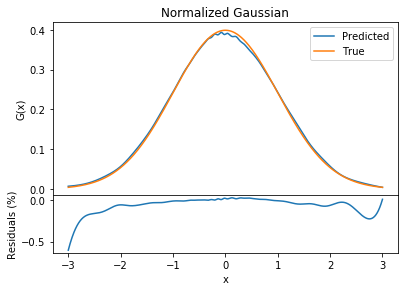 Normalized Gaussian
Predicted
True
G(x)
0.4
0.3
0.2
0.1
0.0
Residuals (%)
0.0
−0.5
−3 −2 −1 0 1 2 3
x